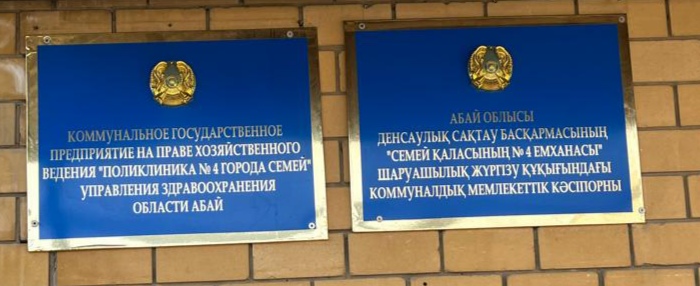 КОММУНАЛЬНОЕ ГОСУДАРСТВЕННОЕ
ПРЕДПРИЯТИЕ НА ПРАВЕ ХОЗЯЙСТВЕННОГО
ВЕДЕНИЯ "ПОЛИКЛИНИКА № 4 ГОРОДА СЕМЕЙ"
УПРАВЛЕНИЯ ЗДРАВООХРАНЕНИЯ
ОБЛАСТИ АБАЙ
АБАЙ ОБЛЫСЫ
ДЕНСАУЛЫҚ САҚТАУ БАСҚАРМАСЫНЫҢ
"СЕМЕЙ ҚАЛАСЫНЫҢ № 4 ЕМХАНАСЫ"
ШАРУАШЫЛЫҚ ЖҮРГІЗУ ҚҰҚЫҒЫНДАҒЫ
КОММУНАЛДЫҚ МЕМЛЕКЕТТІК КӘСІПОРНЫ